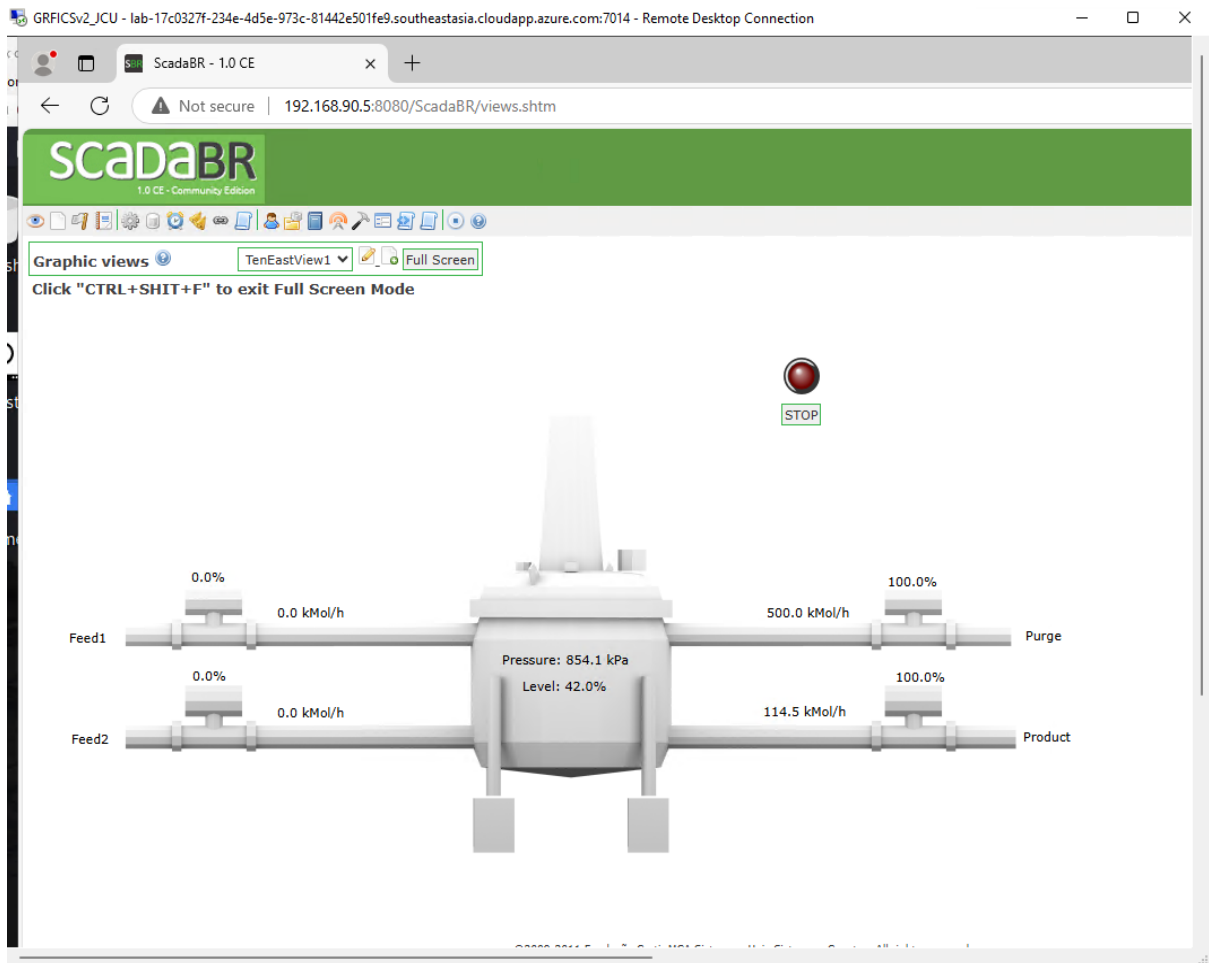 GRFICSv2_JCU - lab-17c0327f-234e-4d5e-973c-81442e501fe9.southeastasia.cloudapp.azure.com:7014 - Remote Desktop Connection
SBR ScadaBR - 1.0 CE
Not secure | 192.168.90.5:8080/ScadaBR/views.shtm
scaDaBR
1.0 CE - Community Edition
Graphic views TenEastView1 Full Screen
Click "CTRL+SHIT+F" to exit Full Screen Mode
STOP
0.0%
100.0%
0.0 kMol/h
500.0 kMol/h
Feed1
Purge
Pressure: 854.1 kPa
Level: 42.0%
0.0%
100.0%
0.0 kMol/h
114.5 kMol/h
Feed2
Product